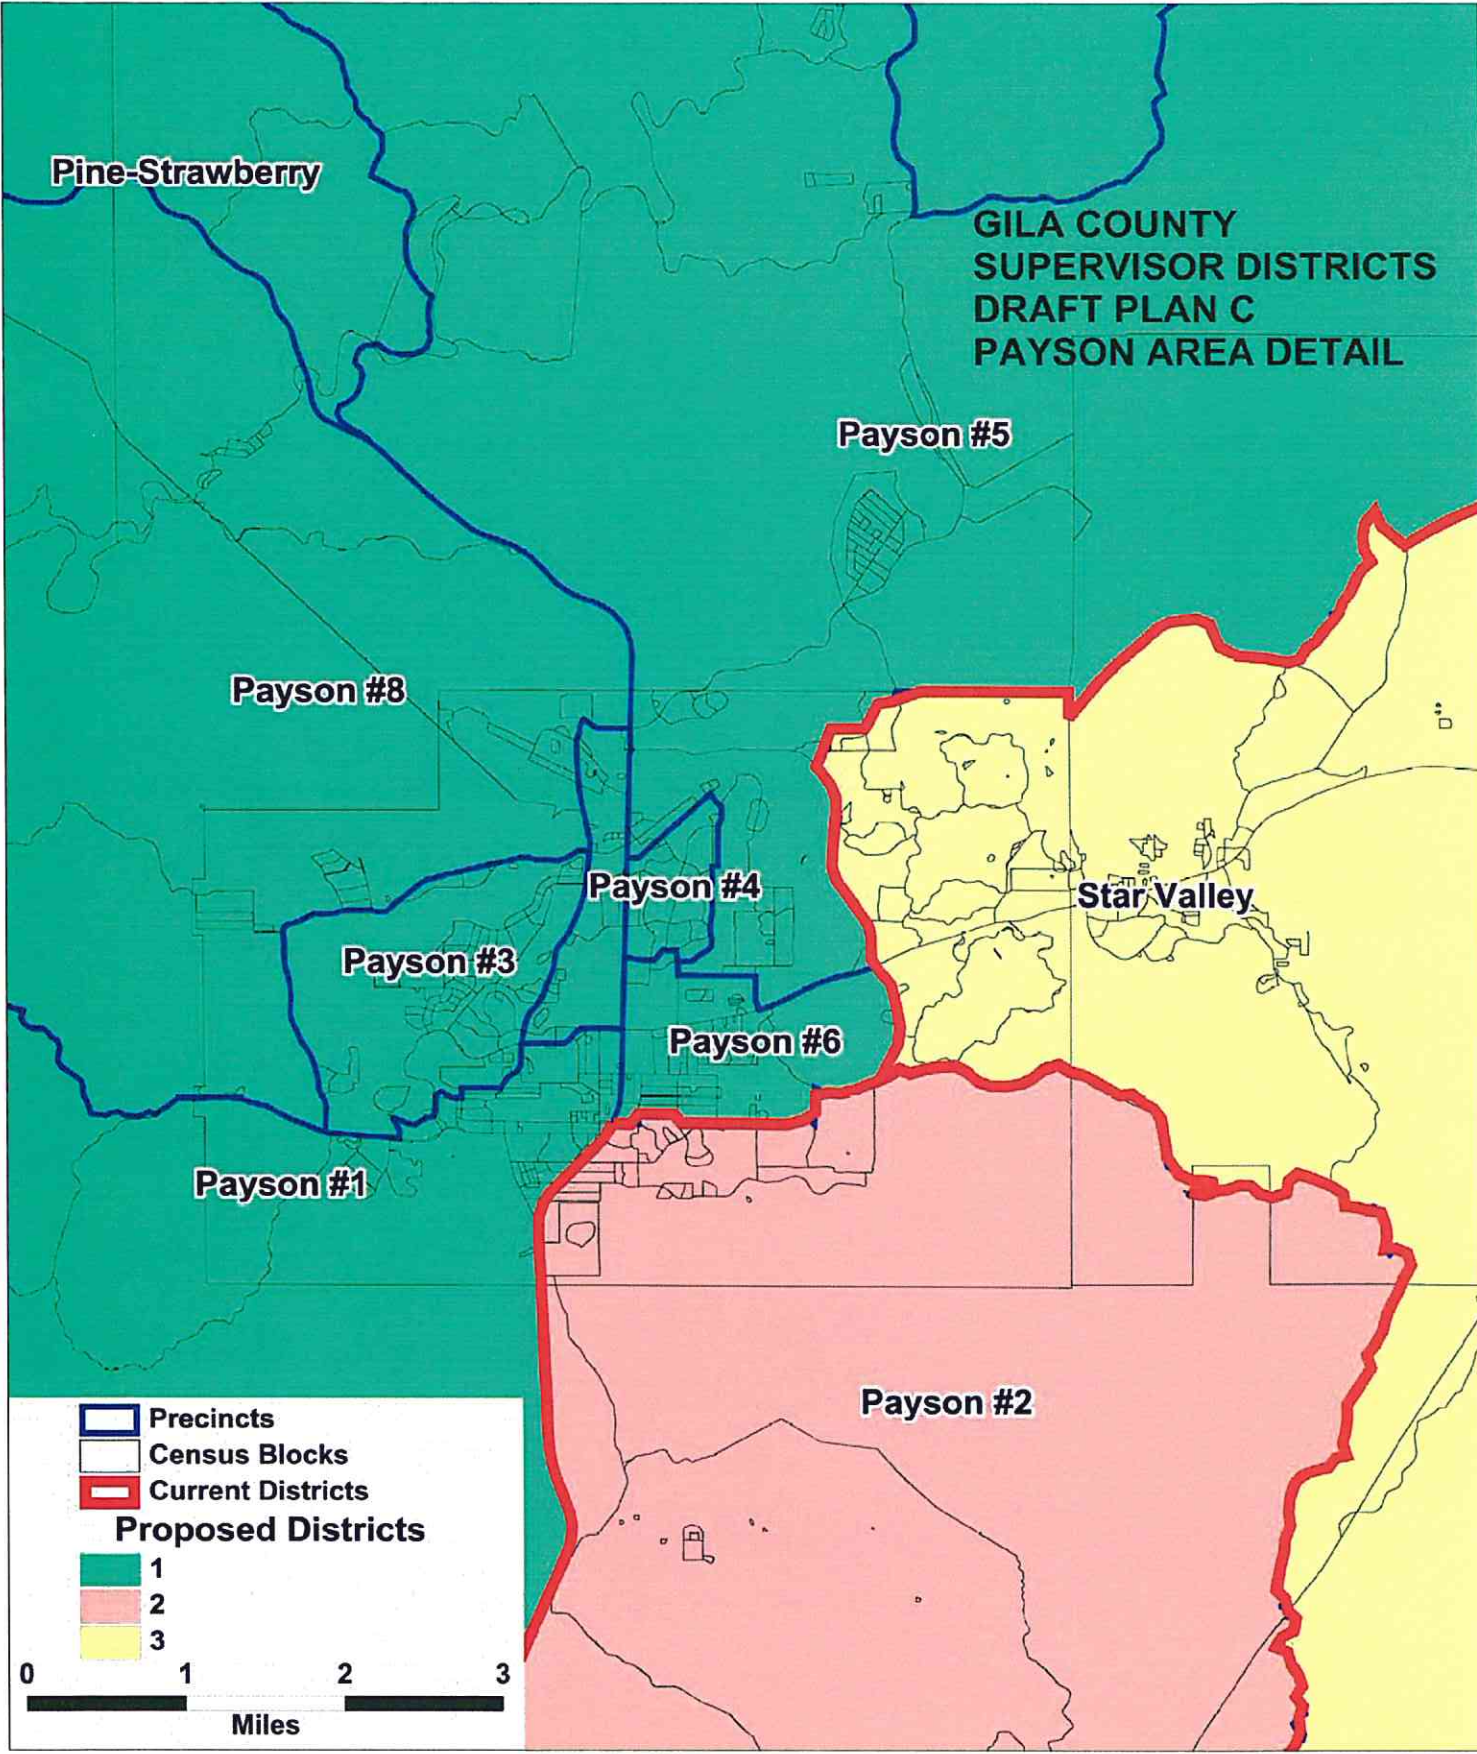 Pine-Strawberry
GILA COUNTY
SUPERVISOR DISTRICTS
DRAFT PLAN C
PAYSON AREA DETAIL
Payson #5
Payson #8
Payson #4
Star Valley
Payson #3
Payson #6
Payson #1
Payson #2
Precincts
Census Blocks
Current Districts
Proposed Districts
1
2
3
0 1 2 3
Miles